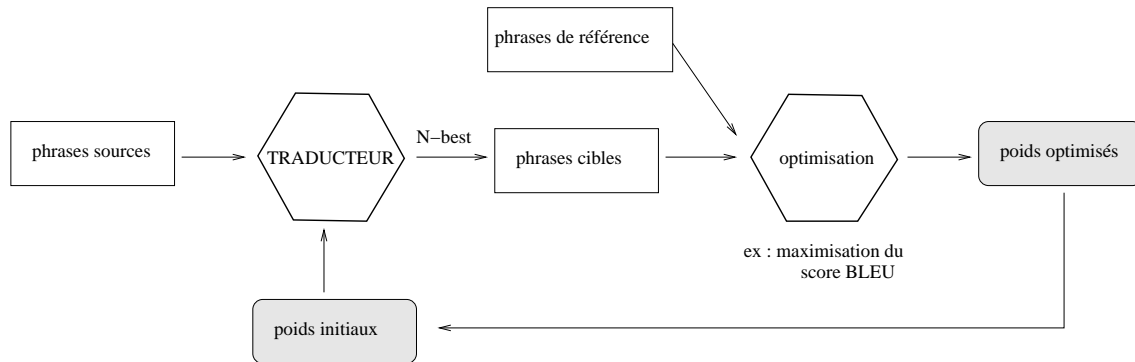 phrases de référence
phrases sources
TRADUCTEUR
N−best
phrases cibles
optimisation
poids optimisés
ex : maximisation du
score BLEU
poids initiaux